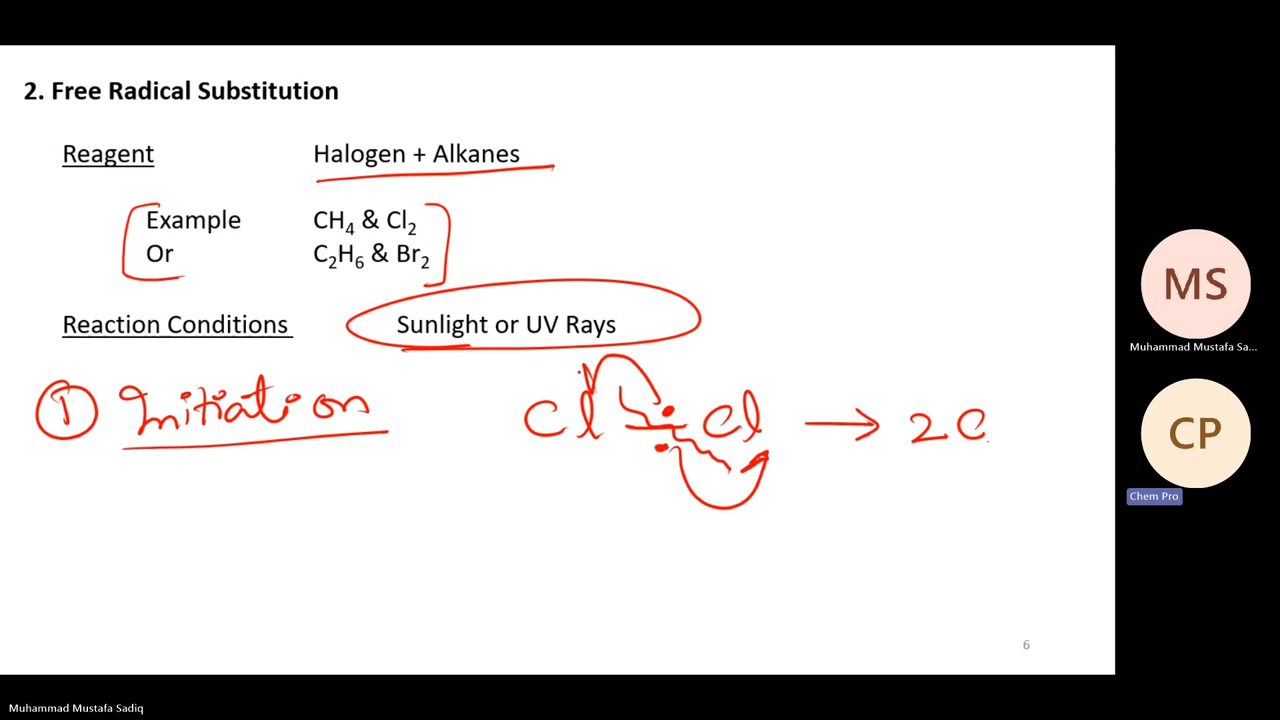 2. Free Radical Substitution
Reagent Halogen + Alkanes
Example CH₄ & Cl₂
Or C₂H₆ & Br₂
Reaction Conditions Sunlight or UV Rays
① Initiation Cl — Cl → 2C
6
MS
Muhammad Mustafa Sa...
CP
Chem Pro
Muhammad Mustafa Sadiq